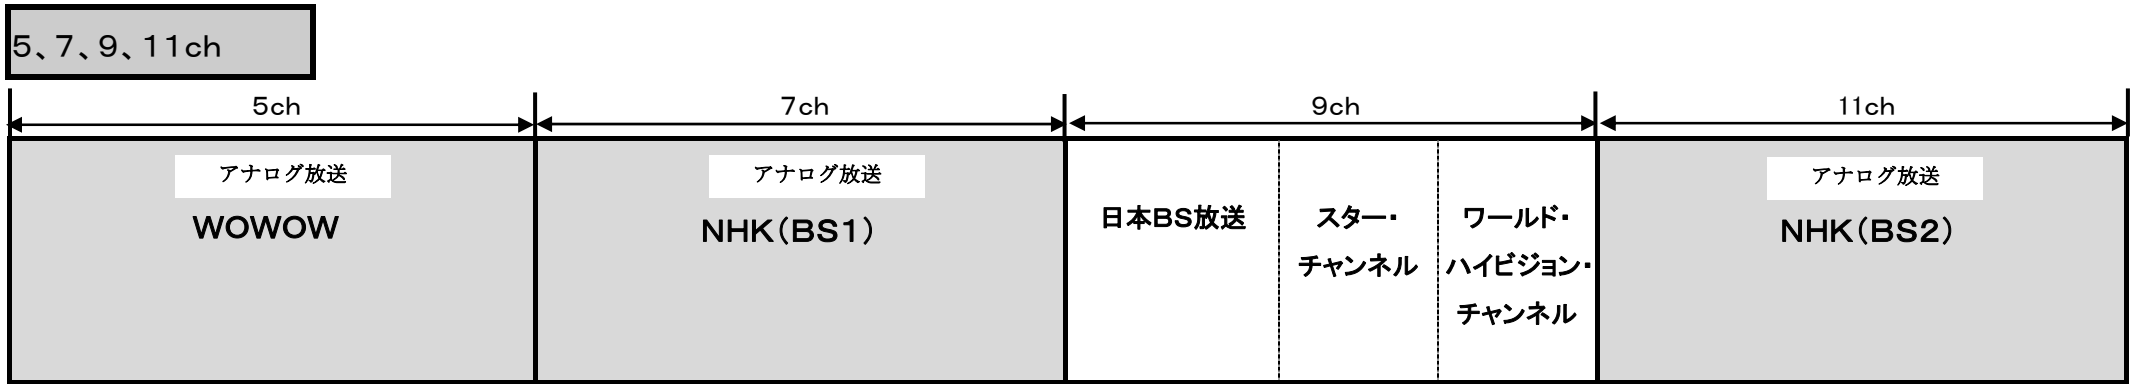 5、7、9、11ch
5ch
7ch
9ch
11ch
アナログ放送
WOWOW
アナログ放送
NHK(BS1)
日本BS放送
スター・
チャンネル
ワールド・
ハイビジョン・
チャンネル
アナログ放送
NHK(BS2)